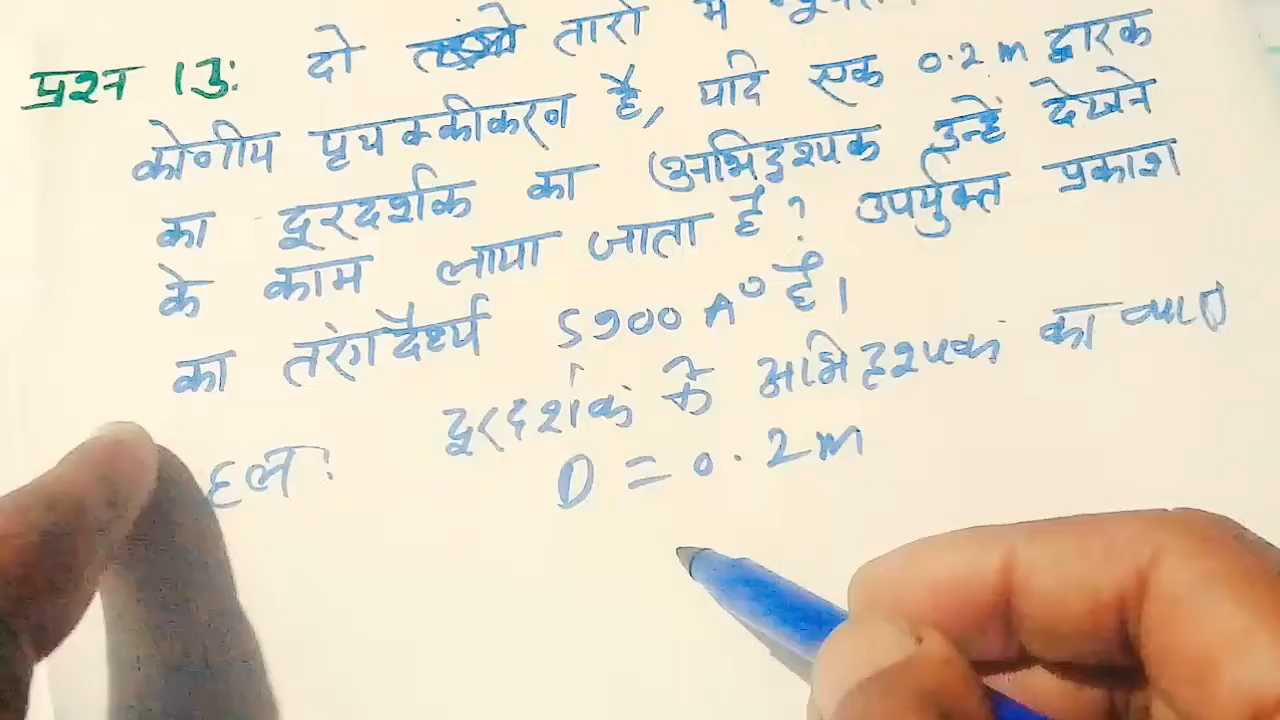 प्रश्न 13: दो तारो में
कोणीय पृथक्कीकरण है, यदि एक 0.2 m द्वारक
का दूरदर्शक का अभिदृश्यक उन्हें देखने
के काम लाया जाता है? उपर्युक्त प्रकाश
का तरंगदैर्ध्य 5900 A° है।
हल: दूरदर्शक के अभिदृश्यक का व्यास
D = 0.2 m